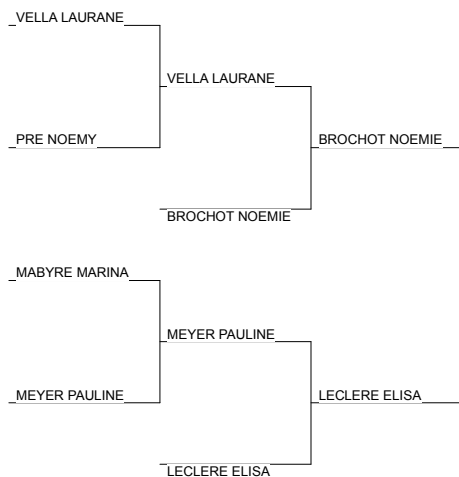 VELLA LAURANE
VELLA LAURANE
PRE NOEMY
BROCHOT NOEMIE
BROCHOT NOEMIE
MABYRE MARINA
MEYER PAULINE
MEYER PAULINE
LECLERE ELISA
LECLERE ELISA